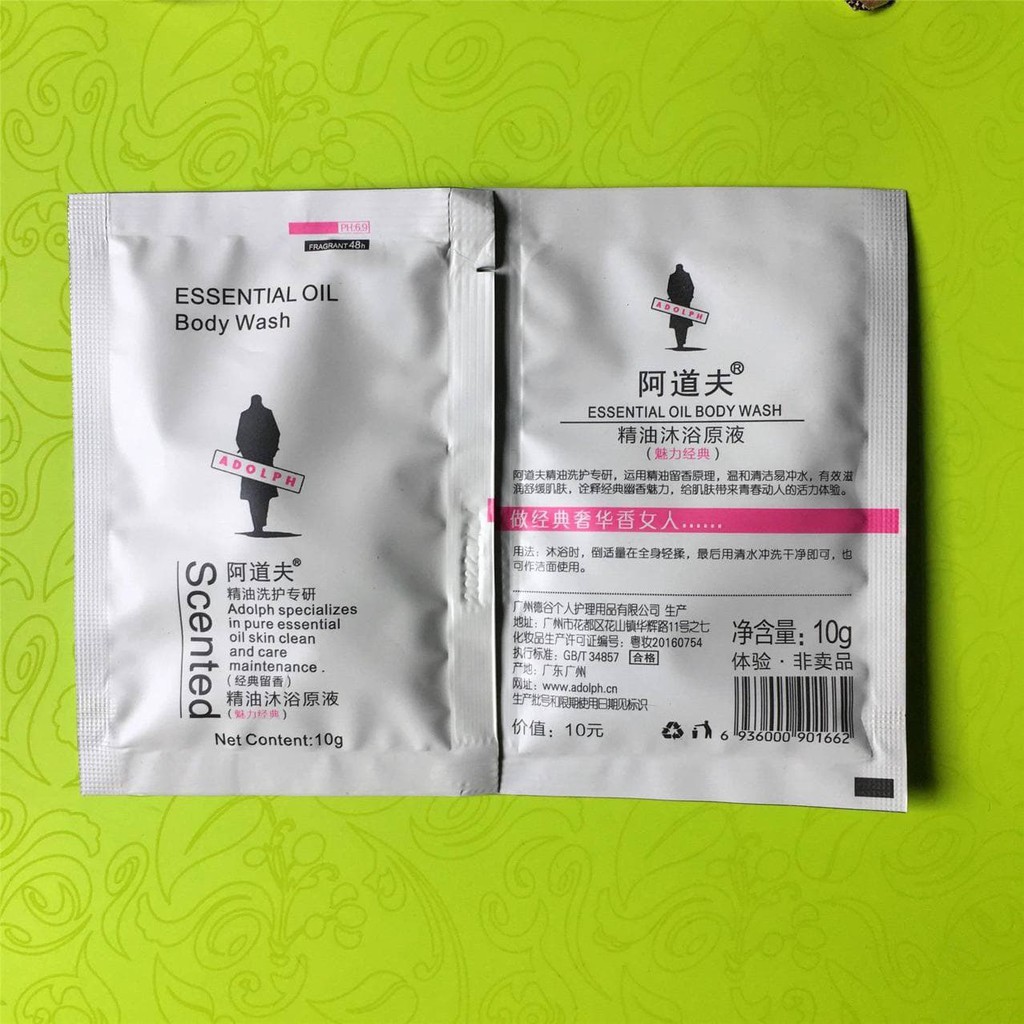 PH:6.9
FRAGRANT 48h
ESSENTIAL OIL
Body Wash
ADOLPH
Scented
阿道夫®
精油洗护专研
Adolph specializes
in pure essential
oil skin clean
and care
maintenance .
(经典留香)
精油沐浴原液
(魅力经典)
Net Content:10g
ADOLPH
阿道夫®
ESSENTIAL OIL BODY WASH
精油沐浴原液
(魅力经典)
阿道夫精油洗护专研，运用精油留香原理，温和清洁易冲水，有效滋
润舒缓肌肤，诠释经典幽香魅力，给肌肤带来青春动人的活力体验。
做经典奢华香女人......
用法：沐浴时，倒适量在全身轻揉，最后用清水冲洗干净即可，也
可作洁面使用。
广州德谷个人护理用品有限公司 生产
地址：广州市花都区花山镇华辉路11号之七
化妆品生产许可证编号：粤妆20160754
执行标准：GB/T 34857 合格
产地：广东广州
网址：www.adolph.cn
生产批号和限期使用日期见标识
价值：10元
净含量：10g
体验·非卖品
6 936000 901662